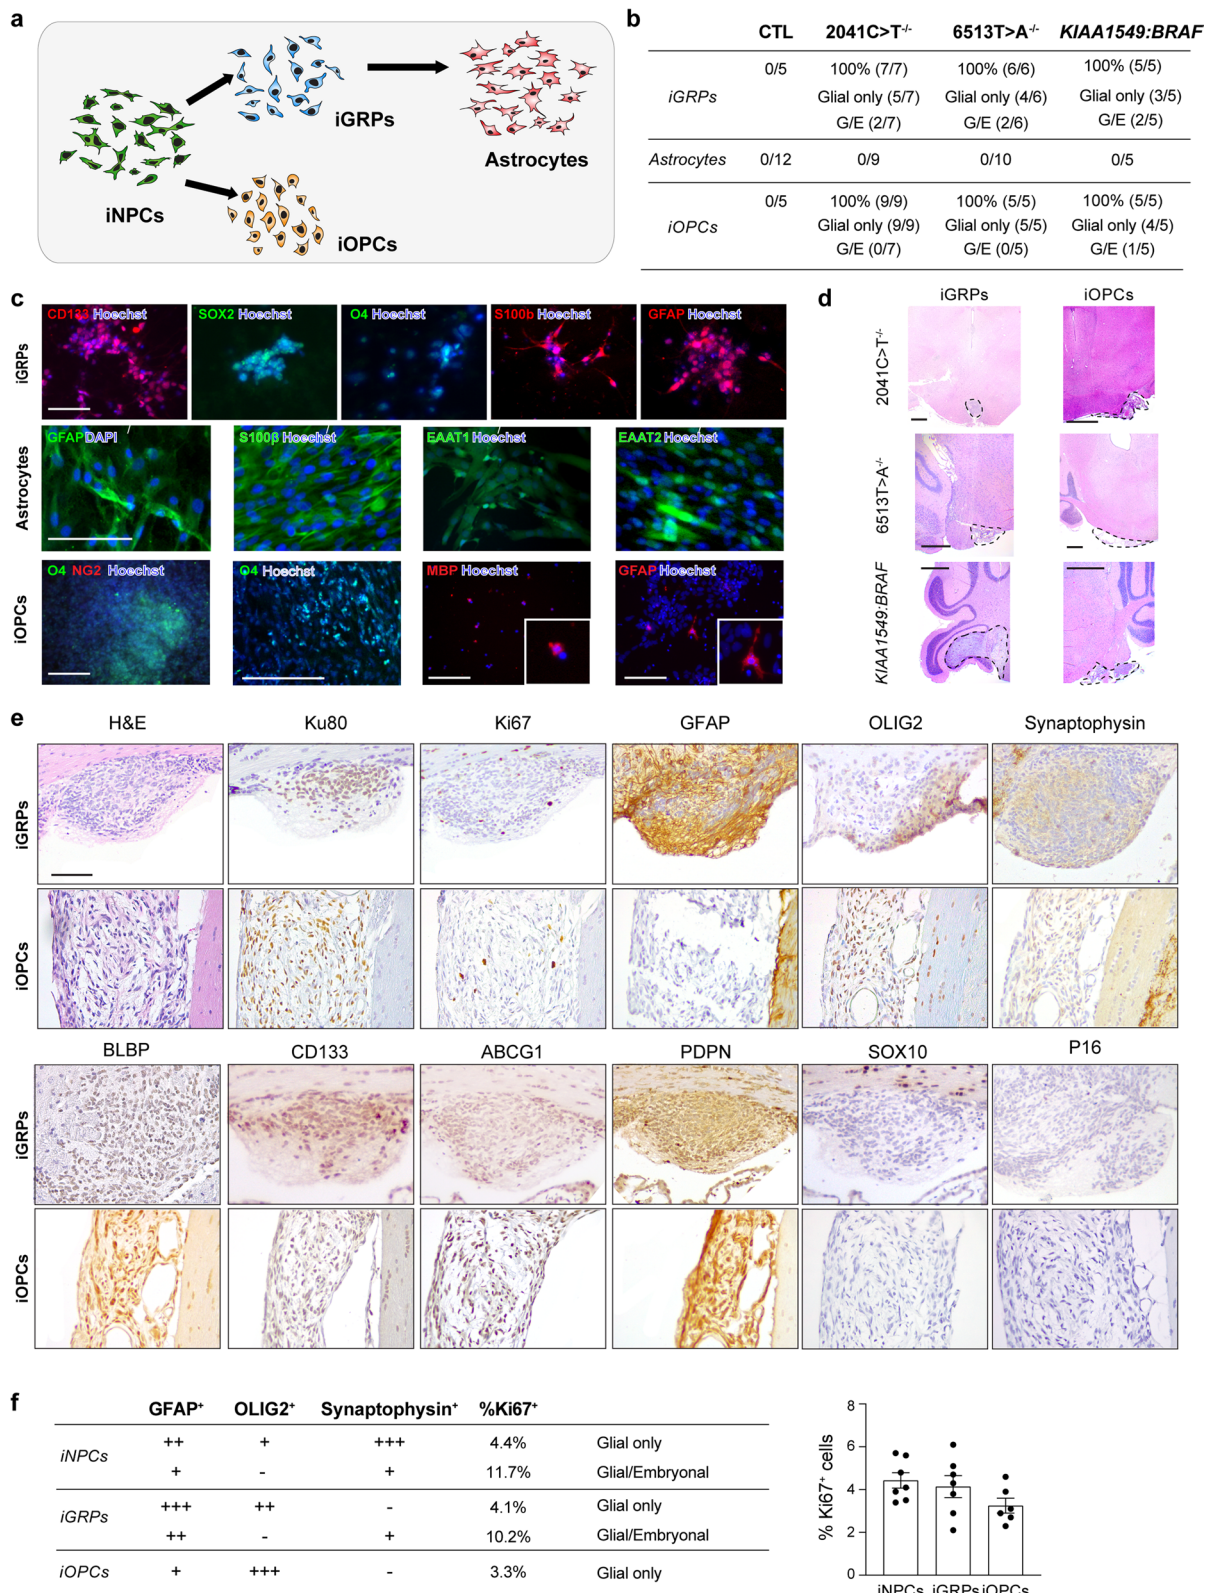 a
iNPCs
iGRPs
iOPCs
Astrocytes
b
CTL 2041C>T-/- 6513T>A-/- KIAA1549:BRAF
iGRPs
0/5 100% (7/7) 100% (6/6) 100% (5/5)
Glial only (5/7) Glial only (4/6) Glial only (3/5)
G/E (2/7) G/E (2/6) G/E (2/5)
Astrocytes 0/12 0/9 0/10 0/5
iOPCs
0/5 100% (9/9) 100% (5/5) 100% (5/5)
Glial only (9/9) Glial only (5/5) Glial only (4/5)
G/E (0/7) G/E (0/5) G/E (1/5)
c
iGRPs
CD133 Hoechst
SOX2 Hoechst
O4 Hoechst
S100b Hoechst
GFAP Hoechst
Astrocytes
GFAP DAPI
S100β Hoechst
EAAT1 Hoechst
EAAT2 Hoechst
iOPCs
O4 NG2 Hoechst
O4 Hoechst
MBP Hoechst
GFAP Hoechst
d
iGRPs iOPCs
2041C>T-/-
6513T>A-/-
KIAA1549:BRAF
e
H&E Ku80 Ki67 GFAP OLIG2 Synaptophysin
iGRPs
iOPCs
BLBP CD133 ABCG1 PDPN SOX10 P16
iGRPs
iOPCs
f
GFAP+ OLIG2+ Synaptophysin+ %Ki67+
iNPCs
++ + +++ 4.4% Glial only
+ - + 11.7% Glial/Embryonal
iGRPs
+++ ++ - 4.1% Glial only
++ - + 10.2% Glial/Embryonal
iOPCs + +++ - 3.3% Glial only
% Ki67+ cells
8
6
4
2
0
iNPCs iGRPs iOPCs